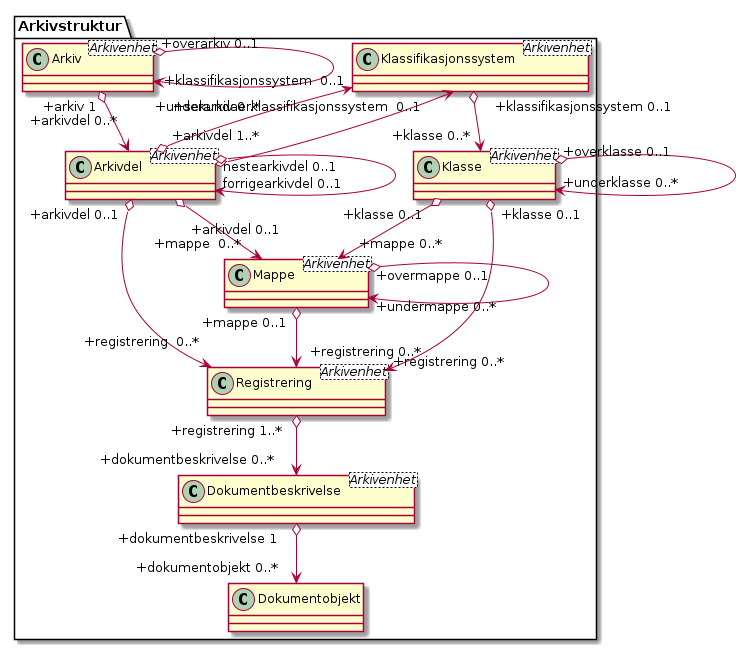 Arkivstruktur
C Arkiv
Arkivenhet
C Klassifikasjonssystem
Arkivenhet
+overarkiv 0..1
+klassifikasjonssystem 0..1
+arkiv 1
+arkivdel 0..*
+underarkiv 0..*
+sekundaerklassifikasjonssystem 0..1
+klassifikasjonssystem 0..1
+arkivdel 1..*
+klasse 0..*
C Arkivdel
Arkivenhet
+nestearkivdel 0..1
+forrigearkivdel 0..1
C Klasse
Arkivenhet
+overklasse 0..1
+underklasse 0..*
+arkivdel 0..1
+arkivdel 0..1
+mappe 0..*
+klasse 0..1
+klasse 0..1
+mappe 0..*
C Mappe
Arkivenhet
+overmappe 0..1
+undermappe 0..*
+mappe 0..1
+registrering 0..*
+registrering 0..*
+registrering 0..*
C Registrering
Arkivenhet
+registrering 1..*
+dokumentbeskrivelse 0..*
C Dokumentbeskrivelse
Arkivenhet
+dokumentbeskrivelse 1
+dokumentobjekt 0..*
C Dokumentobjekt